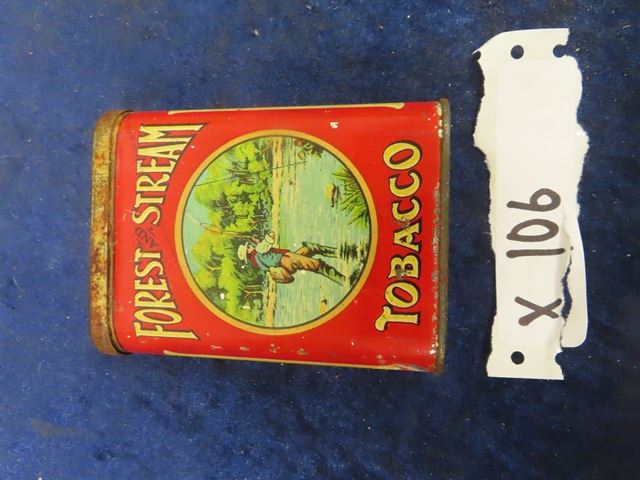 FOREST AND STREAM
TOBACCO
X 106